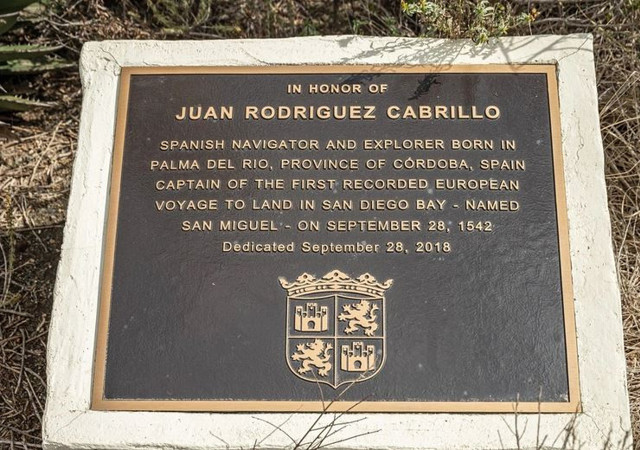 IN HONOR OF
JUAN RODRIGUEZ CABRILLO
SPANISH NAVIGATOR AND EXPLORER BORN IN
PALMA DEL RIO, PROVINCE OF CÓRDOBA, SPAIN
CAPTAIN OF THE FIRST RECORDED EUROPEAN
VOYAGE TO LAND IN SAN DIEGO BAY - NAMED
SAN MIGUEL - ON SEPTEMBER 28, 1542
Dedicated September 28, 2018